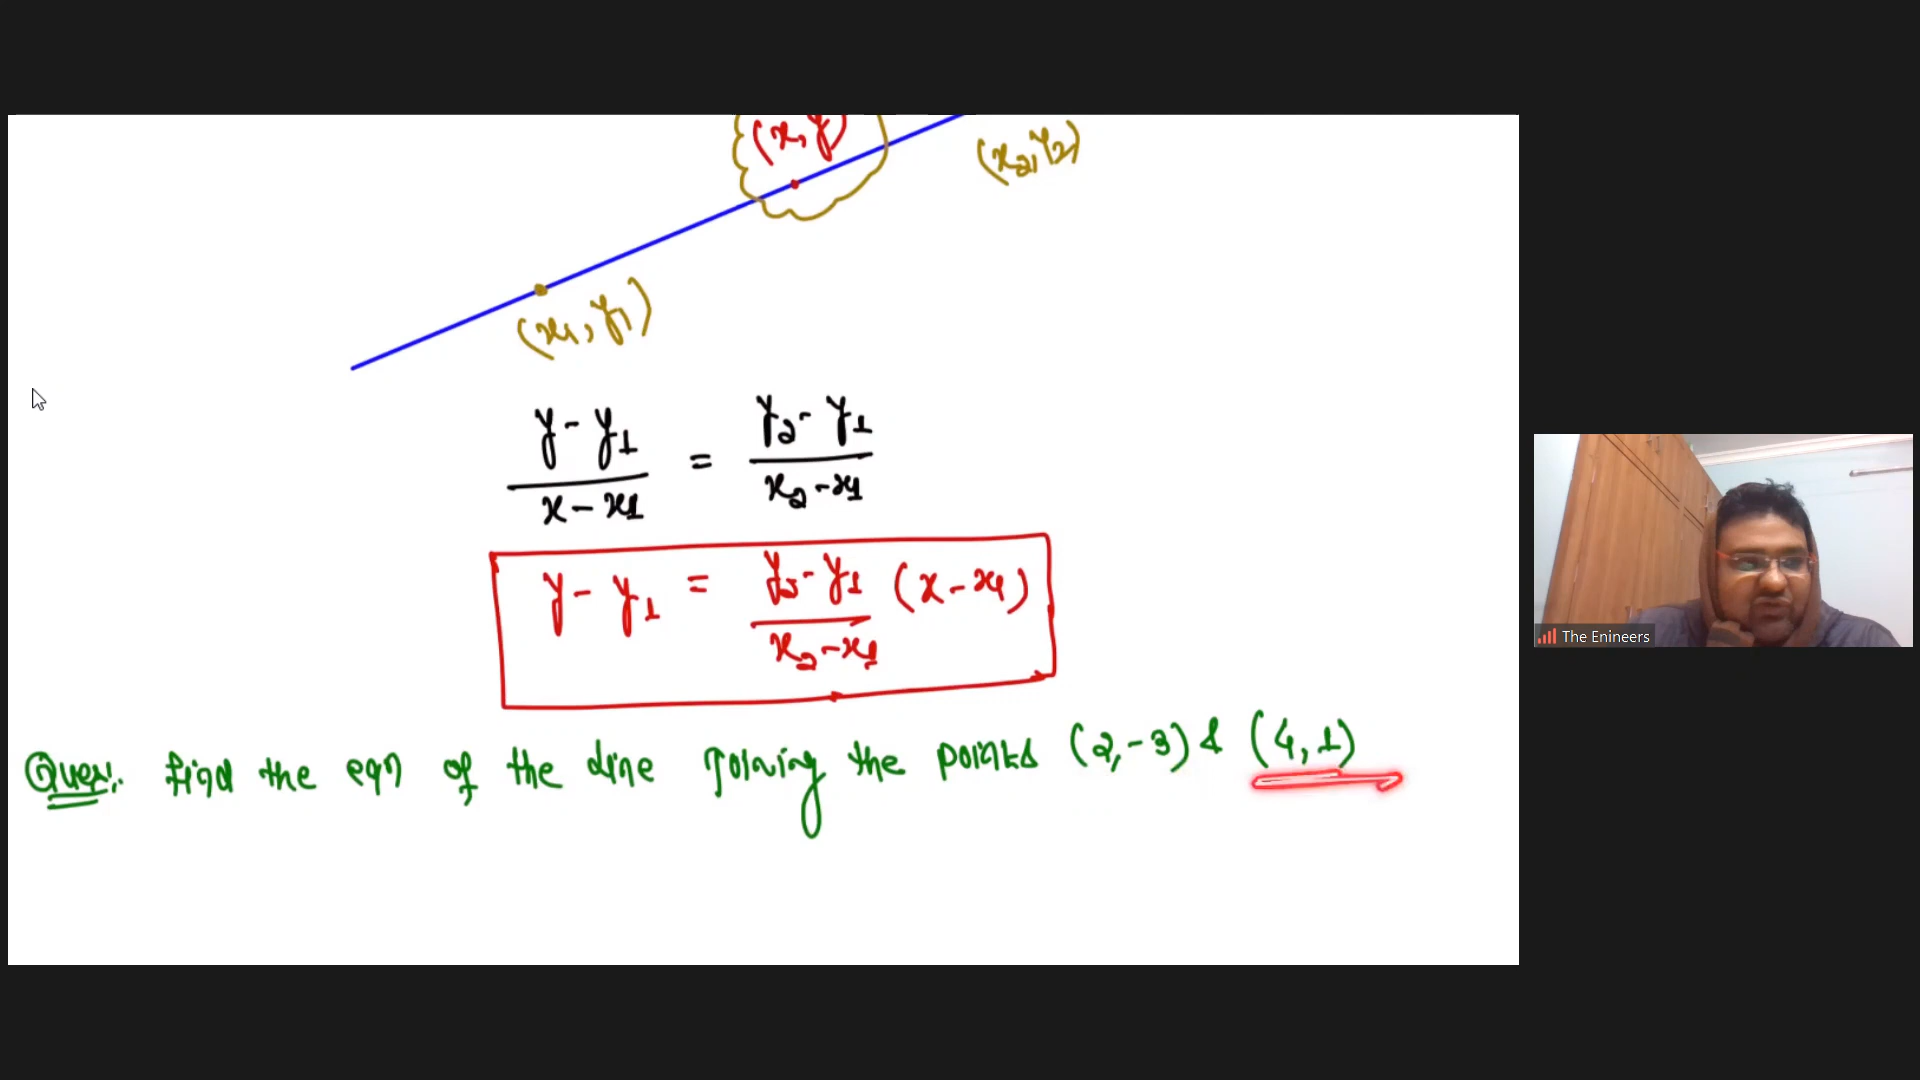 (x, y)
(x2, y2)
(x1, y1)
y - y1 / x - x1 = y2 - y1 / x2 - x1
y - y1 = y2 - y1 / x2 - x1 (x - x1)
Ques:. find the eqn of the line joining the points (2, -3) & (4, 1)
The Enineers